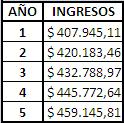 AÑO INGRESOS
1 $ 407.945,11
2 $ 420.183,46
3 $ 432.788,97
4 $ 445.772,64
5 $ 459.145,81